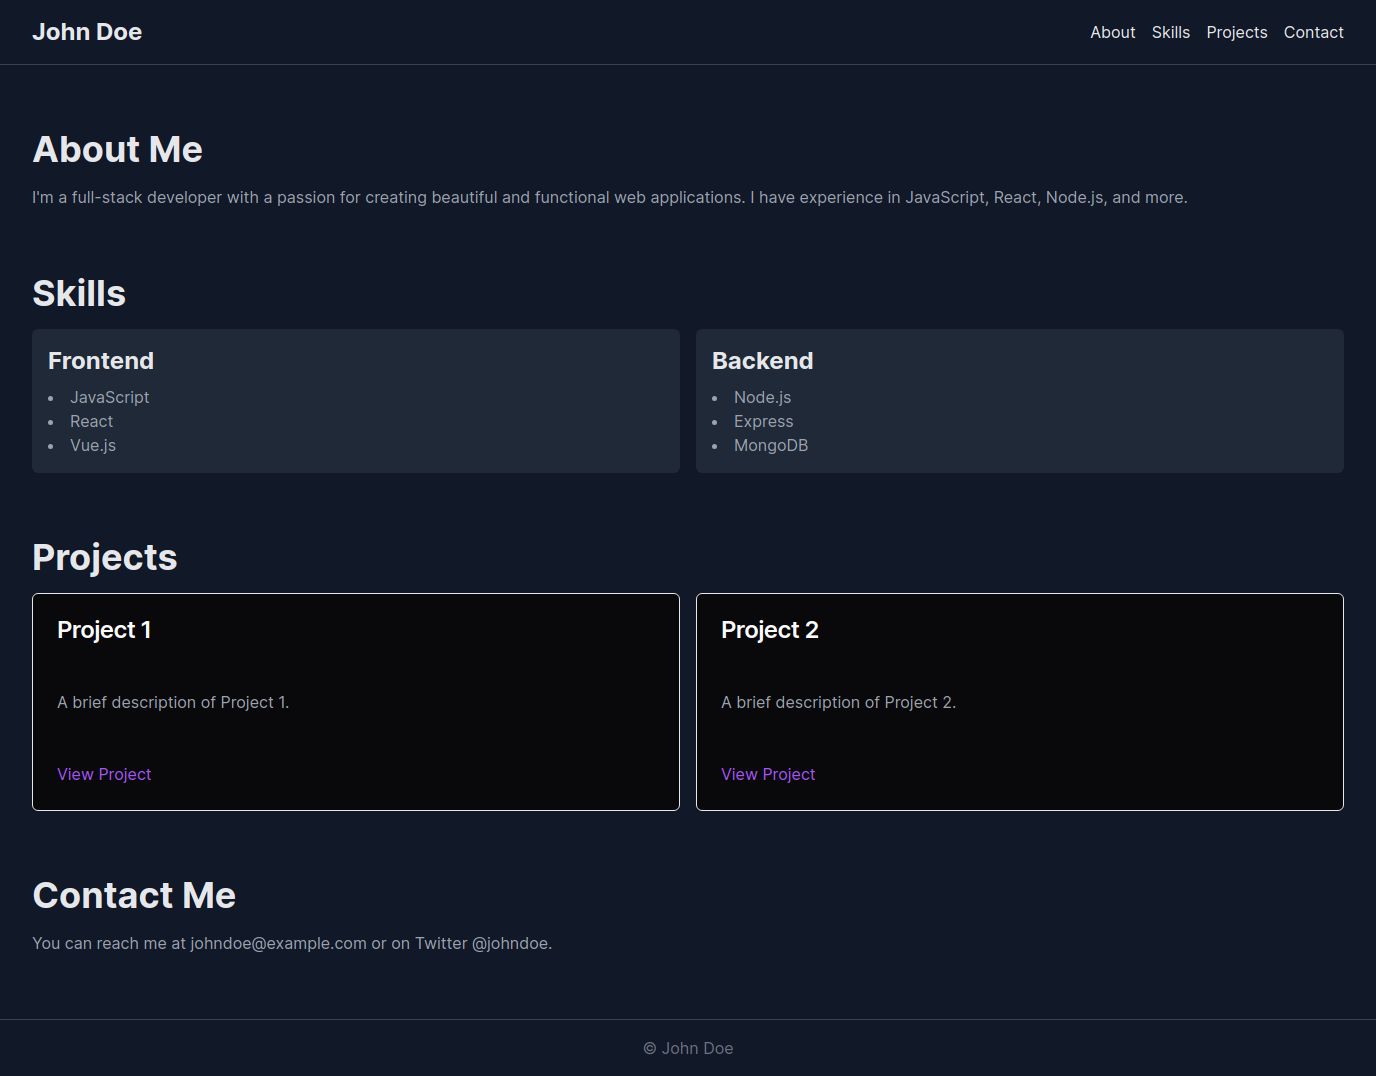 John Doe
About Skills Projects Contact
About Me
I'm a full-stack developer with a passion for creating beautiful and functional web applications. I have experience in JavaScript, React, Node.js, and more.
Skills
Frontend
• JavaScript
• React
• Vue.js
Backend
• Node.js
• Express
• MongoDB
Projects
Project 1
A brief description of Project 1.
View Project
Project 2
A brief description of Project 2.
View Project
Contact Me
You can reach me at johndoe@example.com or on Twitter @johndoe.
© John Doe